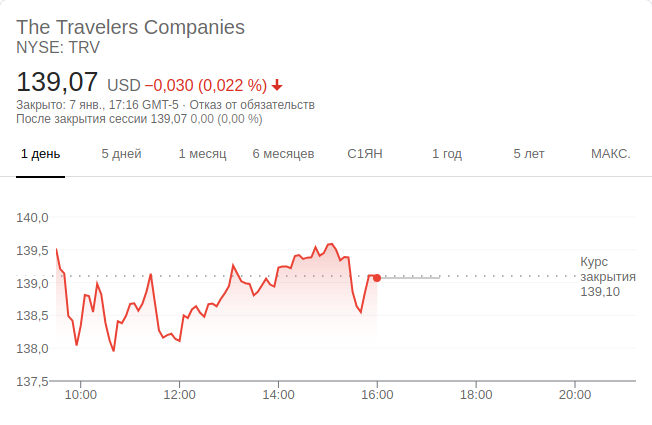 The Travelers Companies
NYSE: TRV
139,07 USD −0,030 (0,022 %)
Закрыто: 7 янв., 17:16 GMT-5 · Отказ от обязательств
После закрытия сессии 139,07 0,00 (0,00 %)
1 день 5 дней 1 месяц 6 месяцев С1ЯН 1 год 5 лет МАКС.
140,0
139,5
139,0
138,5
138,0
137,5
Курс
закрытия
139,10
10:00 12:00 14:00 16:00 18:00 20:00